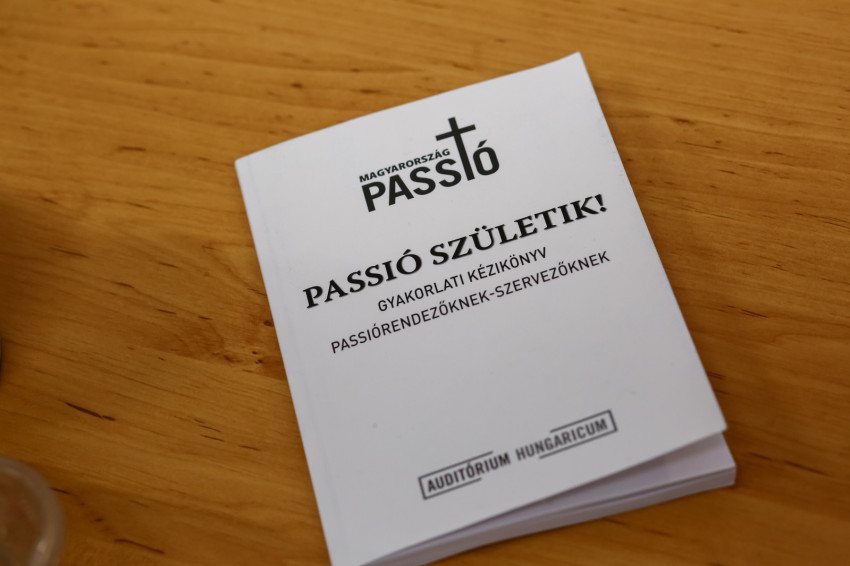 MAGYARORSZÁG
PASSIÓ
PASSIÓ SZÜLETIK!
GYAKORLATI KÉZIKÖNYV
PASSIÓRENDEZŐKNEK-SZERVEZŐKNEK
AUDITÓRIUM HUNGARICUM